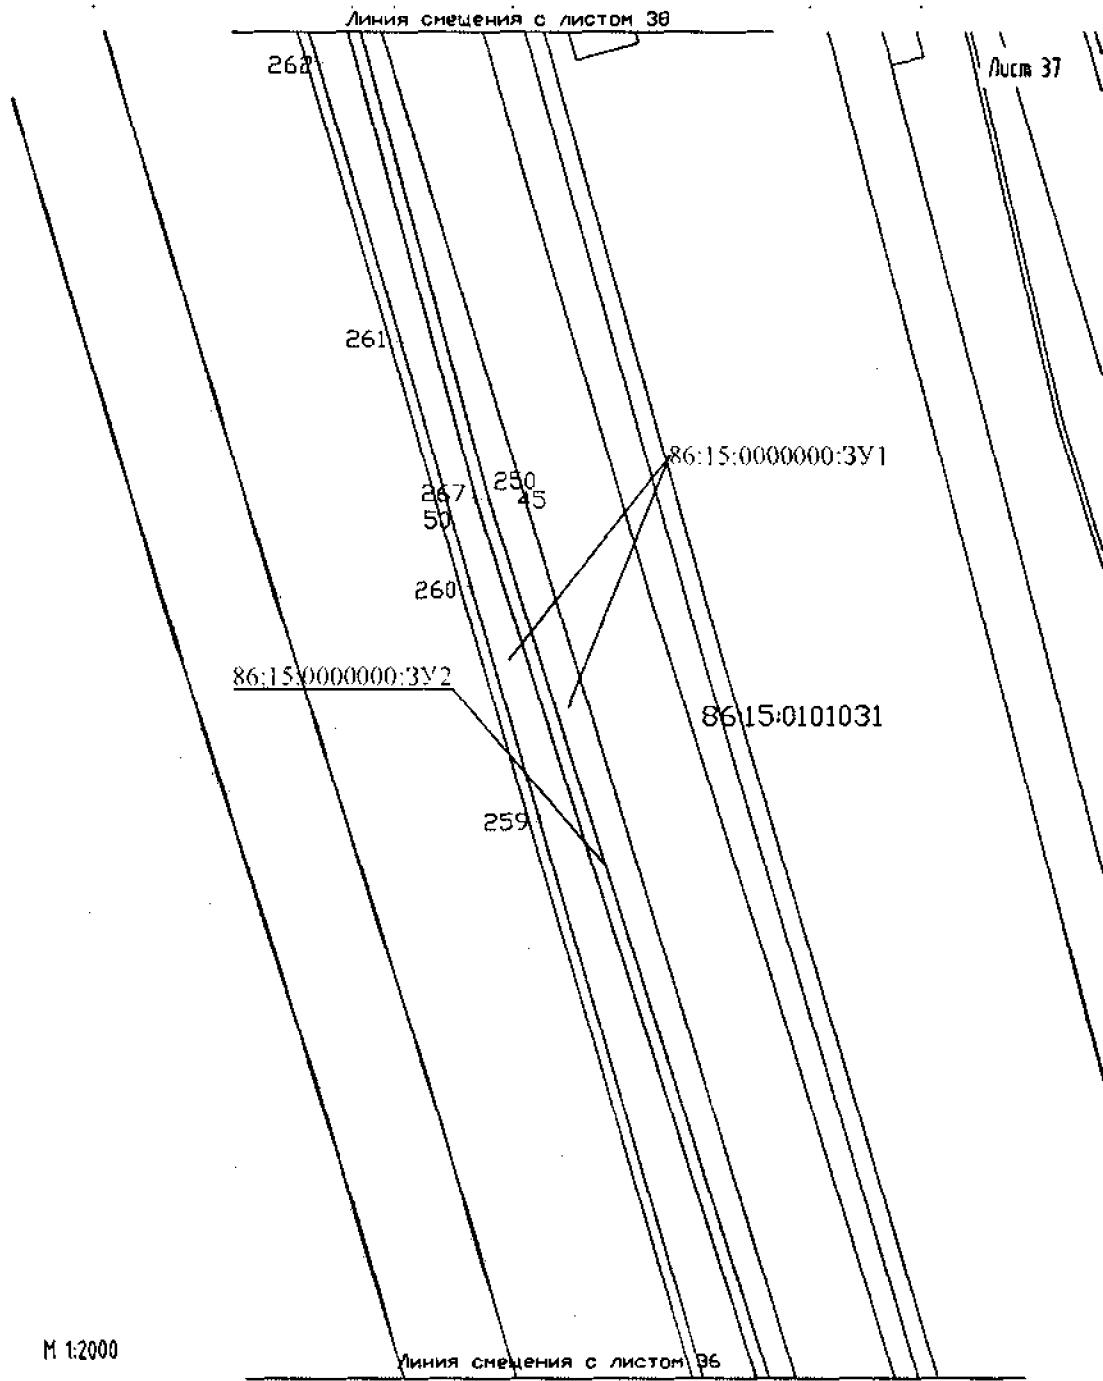 Линия смещения с листом 38
262
Лист 37
261
86:15:0000000:ЗУ1
250
267
45
50
260
86:15:0000000:ЗУ2
86:15:0101031
259
М 1:2000
Линия смещения с листом 36